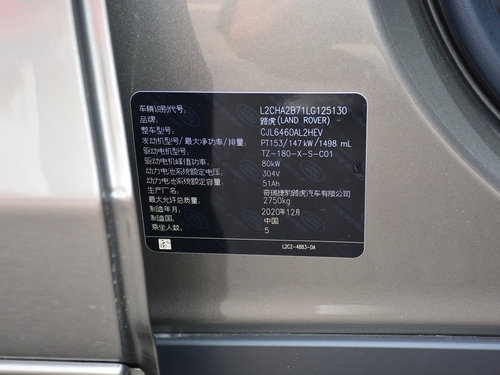 车辆识别代号: L2CHA2B71LG125130
品牌: 路虎(LAND ROVER)
整车型号: CJL6460AL2HEV
发动机型号/最大净功率/排量: PT153/147kW/1498 mL
驱动电机型号: TZ-180-X-S-C01
驱动电机峰值功率: 80kW
动力电池系统额定电压: 304V
动力电池系统额定容量: 51Ah
生产厂名: 奇瑞捷豹路虎汽车有限公司
最大允许总质量: 2750kg
制造年月: 2020年12月
制造国: 中国
乘坐人数: 5
L2C2-4883-DA